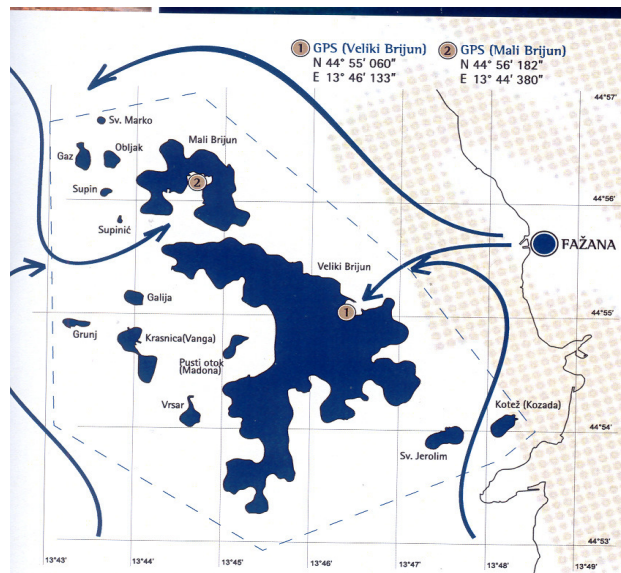 1 GPS (Veliki Brijun)
N 44° 55' 060"
E 13° 46' 133"
2 GPS (Mali Brijun)
N 44° 56' 182"
E 13° 44' 380"
44°57'
Sv. Marko
Mali Brijun
Obljak
Gaz
2
Supin
44°56'
Supinič
FAŽANA
Veliki Brijun
Galija
1
44°55'
Grunj
Krasnica(Vanga)
Pusti otok
(Madona)
Vrsar
Kotež (Kozada)
44°54'
Sv. Jerolim
44°53'
13°43'
13°44'
13°45'
13°46'
13°47'
13°48'
13°49'